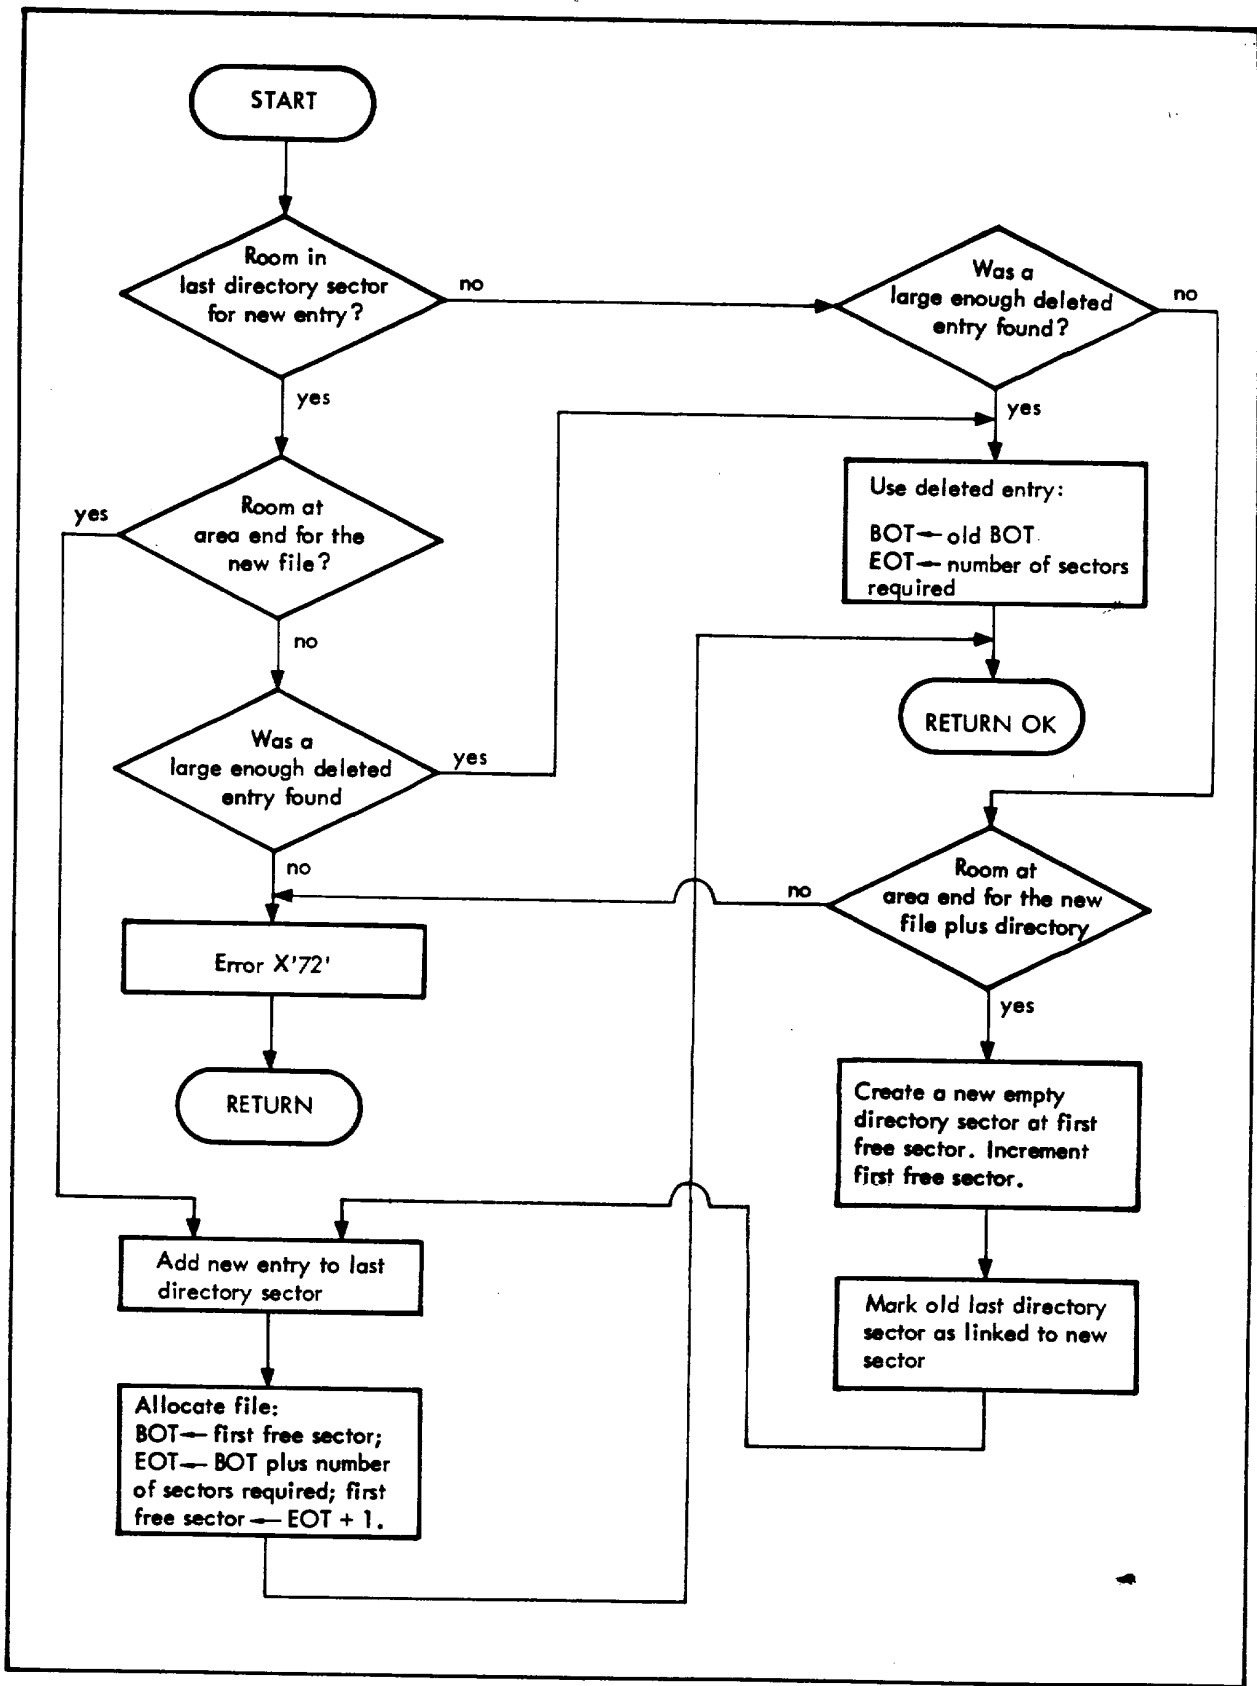 START
Room in
last directory sector
for new entry?
no
yes
Was a
large enough deleted
entry found?
no
yes
Room at
area end for the
new file?
yes
no
Use deleted entry:
BOT← old BOT
EOT← number of sectors
required
RETURN OK
Was a
large enough deleted
entry found
yes
no
Room at
area end for the new
file plus directory
no
yes
Error X'72'
RETURN
Create a new empty
directory sector at first
free sector. Increment
first free sector.
Mark old last directory
sector as linked to new
sector
Add new entry to last
directory sector
Allocate file:
BOT← first free sector;
EOT← BOT plus number
of sectors required; first
free sector ← EOT + 1.